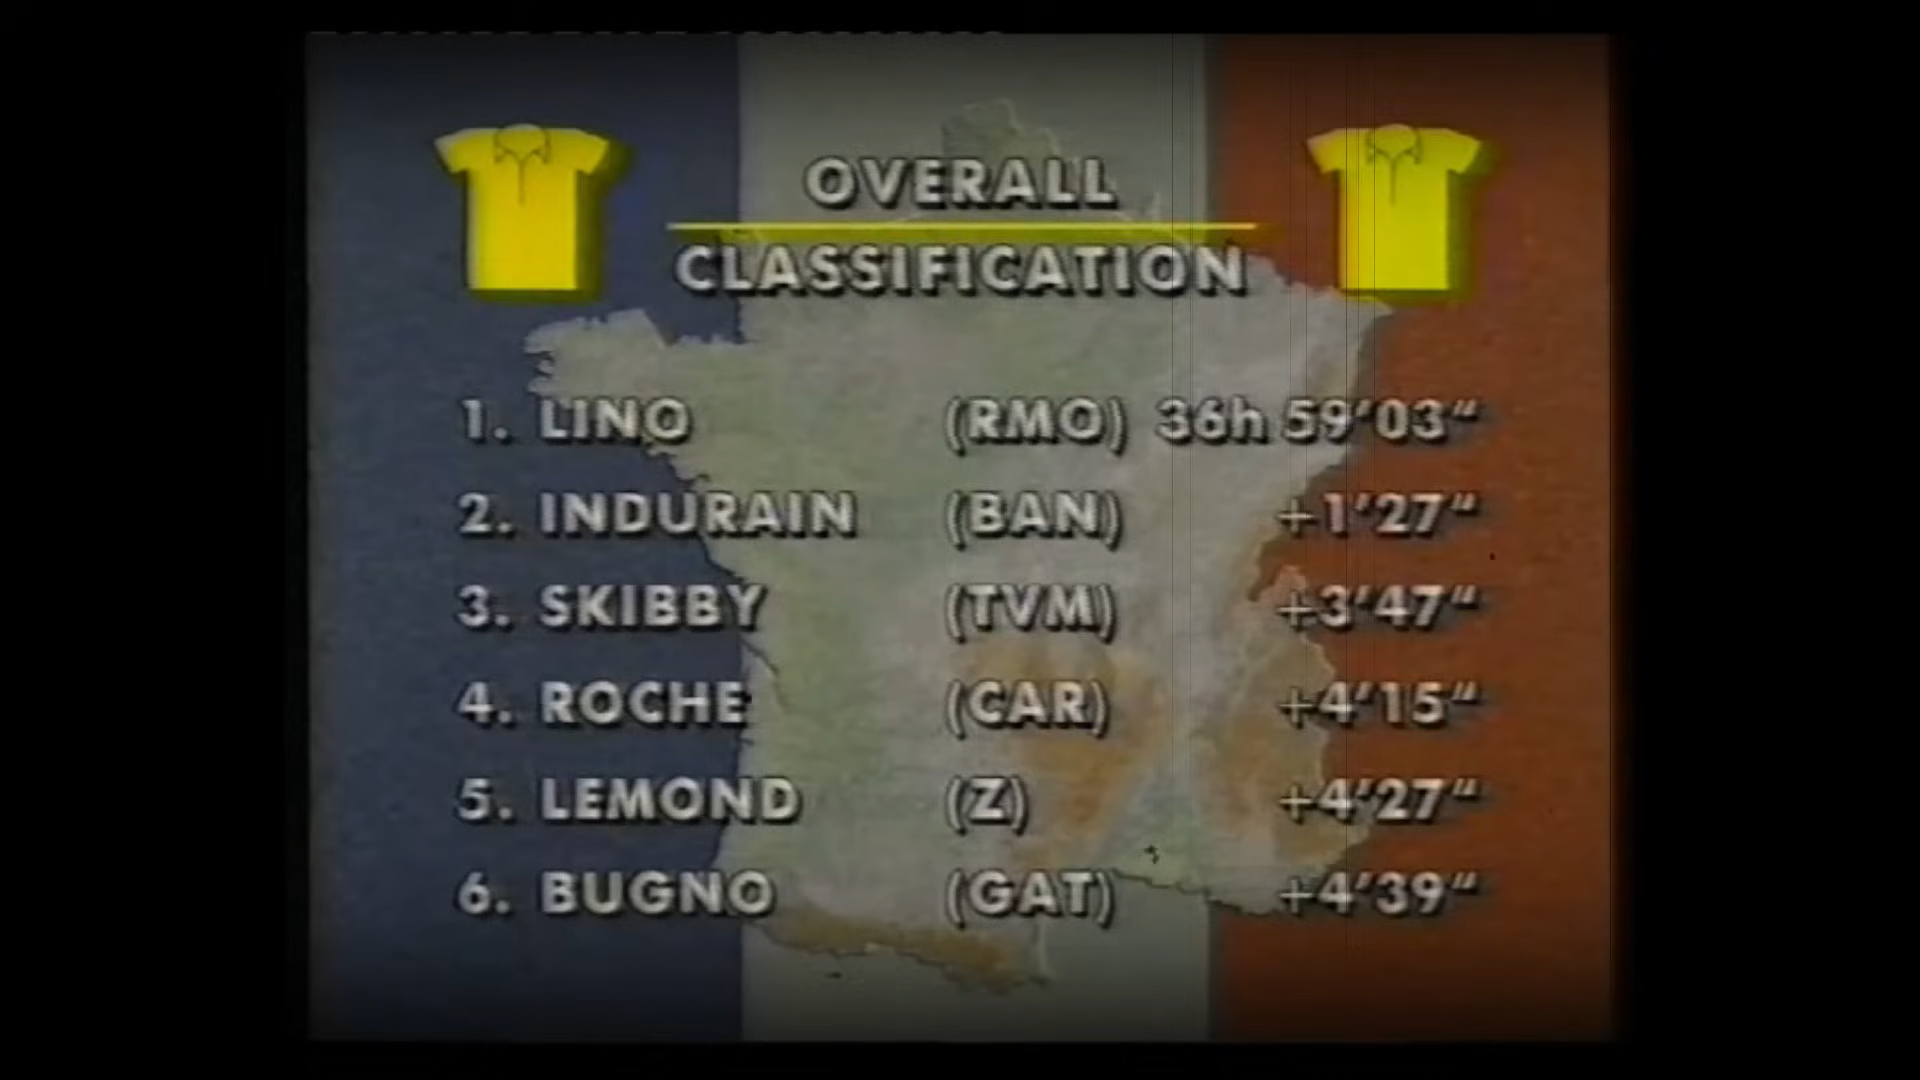 OVERALL
CLASSIFICATION
1. LINO (RMO) 36h 59'03"
2. INDURAIN (BAN) +1'27"
3. SKIBBY (TVM) +3'47"
4. ROCHE (CAR) +4'15"
5. LEMOND (Z) +4'27"
6. BUGNO (GAT) +4'39"